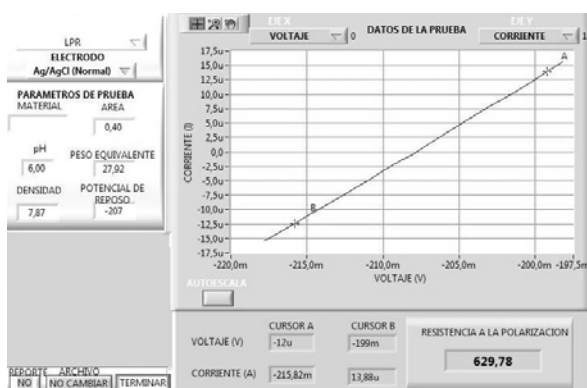 LPR
ELECTRODO
Ag/AgCl (Normal)
PARAMETROS DE PRUEBA
MATERIAL
AREA
0,40
pH
PESO EQUIVALENTE
6,00
27,92
DENSIDAD
POTENCIAL DE REPOSO..
7,87
-207
REPORTE
ARCHIVO
NO
NO CAMBIAR
TERMINAR
EJE X
VOLTAJE
0
DATOS DE LA PRUEBA
EJE Y
CORRIENTE
1
17,5u
15,0u
12,5u
10,0u
7,5u
5,0u
2,5u
0,0
-2,5u
-5,0u
-7,5u
-10,0u
-12,5u
-15,0u
-17,5u
CORRIENTE (I)
A
B
-220,0m
-215,0m
-210,0m
-205,0m
-200,0m
-197,5m
VOLTAJE (V)
AUTOESCALA
CURSOR A
CURSOR B
VOLTAJE (V)
-12u
-199m
CORRIENTE (A)
-215,82m
13,88u
RESISTENCIA A LA POLARIZACION
629,78